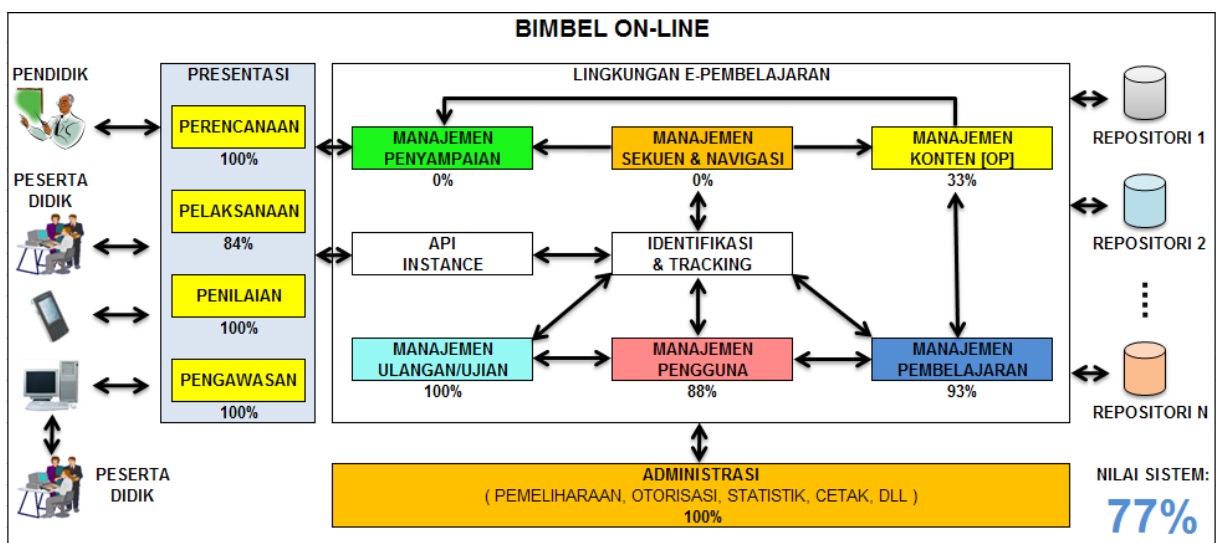 BIMBEL ON-LINE
PENDIDIK
PRESENTASI
LINGKUNGAN E-PEMBELAJARAN
PERENCANAAN
100%
MANAJEMEN
PENYAMPAIAN
0%
MANAJEMEN
SEKUEN & NAVIGASI
0%
MANAJEMEN
KONTEN [OP]
33%
REPOSITORI 1
PESERTA
DIDIK
PELAKSANAAN
84%
API
INSTANCE
IDENTIFIKASI
& TRACKING
REPOSITORI 2
PENILAIAN
100%
PENGAWASAN
100%
MANAJEMEN
ULANGAN/UJIAN
100%
MANAJEMEN
PENGGUNA
88%
MANAJEMEN
PEMBELAJARAN
93%
REPOSITORI N
PESERTA
DIDIK
ADMINISTRASI
( PEMELIHARAAN, OTORISASI, STATISTIK, CETAK, DLL )
100%
NILAI SISTEM:
77%